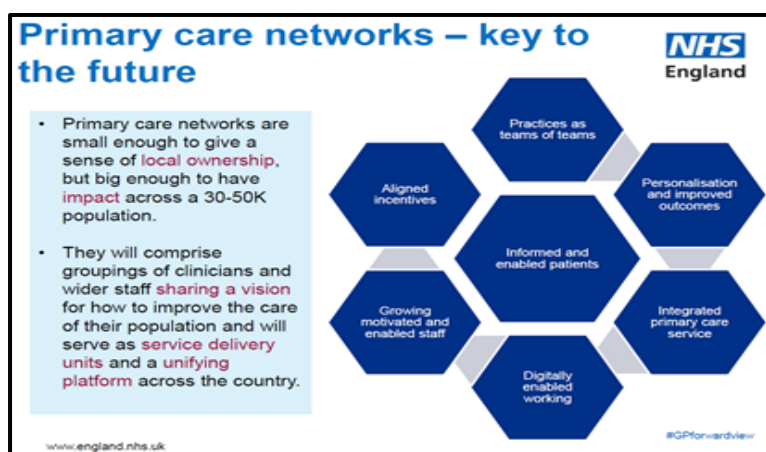 Primary care networks – key to
the future
NHS
England
• Primary care networks are
small enough to give a
sense of local ownership,
but big enough to have
impact across a 30-50K
population.
• They will comprise
groupings of clinicians and
wider staff sharing a vision
for how to improve the care
of their population and will
serve as service delivery
units and a unifying
platform across the country.
Practices as
teams of teams
Aligned
incentives
Personalisation
and improved
outcomes
Informed and
enabled patients
Growing
motivated and
enabled staff
Integrated
primary care
service
Digitally
enabled
working
www.england.nhs.uk
#GPforwardview